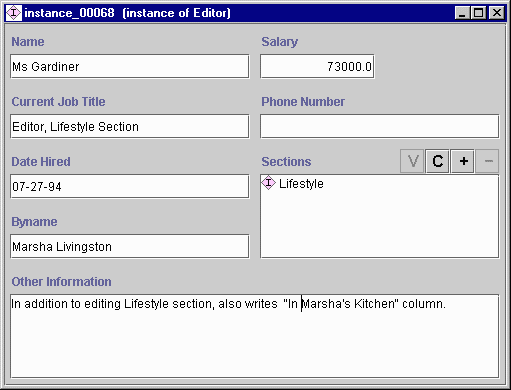 instance_00068 (instance of Editor)
Name
Salary
Ms Gardiner
73000.0
Current Job Title
Phone Number
Editor, Lifestyle Section
Date Hired
Sections
V C + −
07-27-94
I Lifestyle
Byname
Marsha Livingston
Other Information
In addition to editing Lifestyle section, also writes "In Marsha's Kitchen" column.